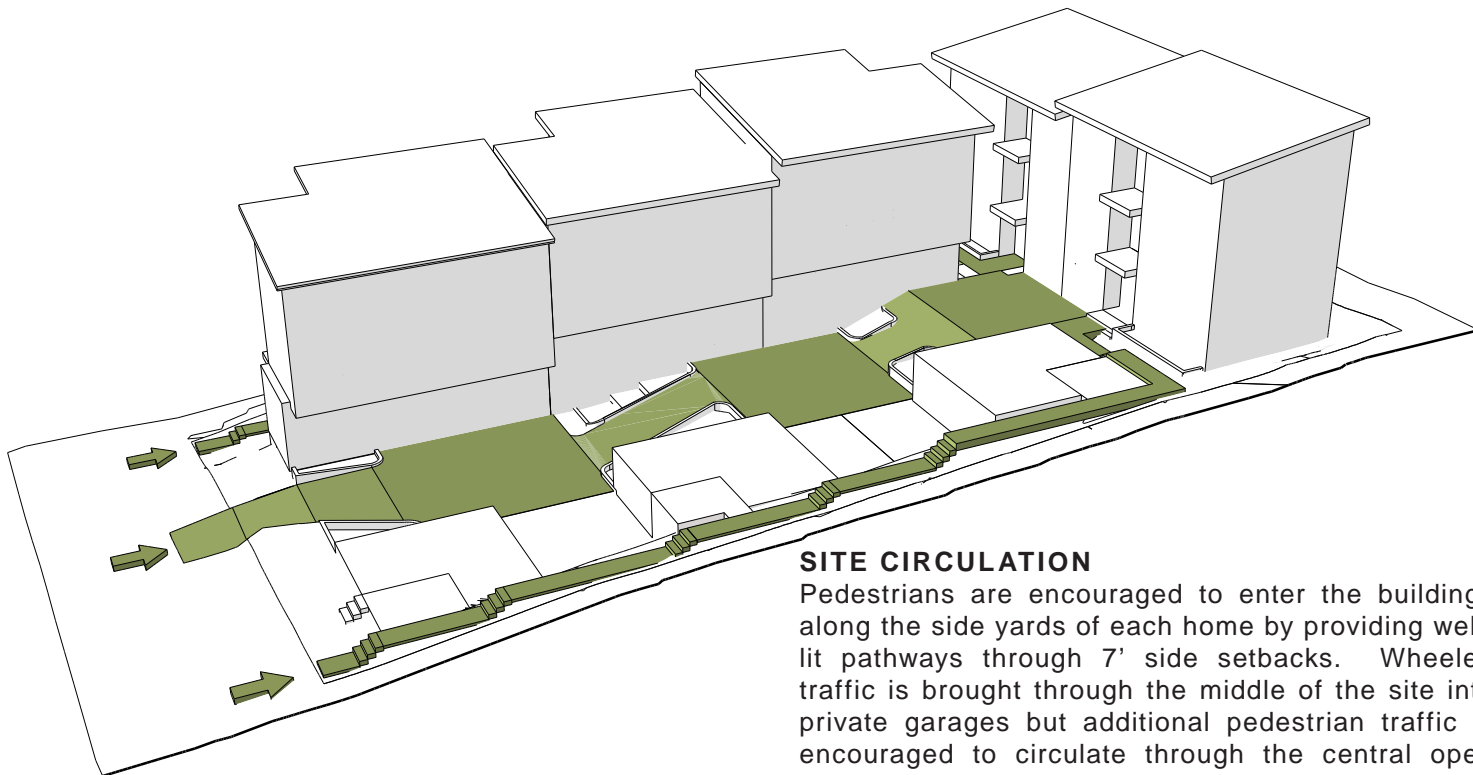 SITE CIRCULATION
Pedestrians are encouraged to enter the building
along the side yards of each home by providing wel
lit pathways through 7’ side setbacks. Wheele
traffic is brought through the middle of the site int
private garages but additional pedestrian traffic
encouraged to circulate through the central ope